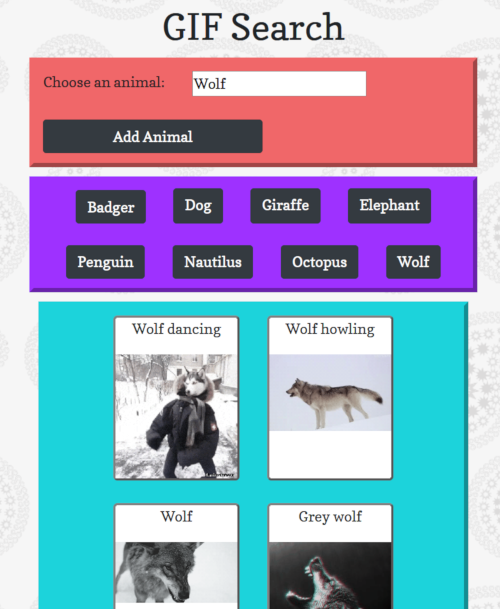 GIF Search
Choose an animal: Wolf
Add Animal
Badger Dog Giraffe Elephant
Penguin Nautilus Octopus Wolf
Wolf dancing Wolf howling
Wolf Grey wolf